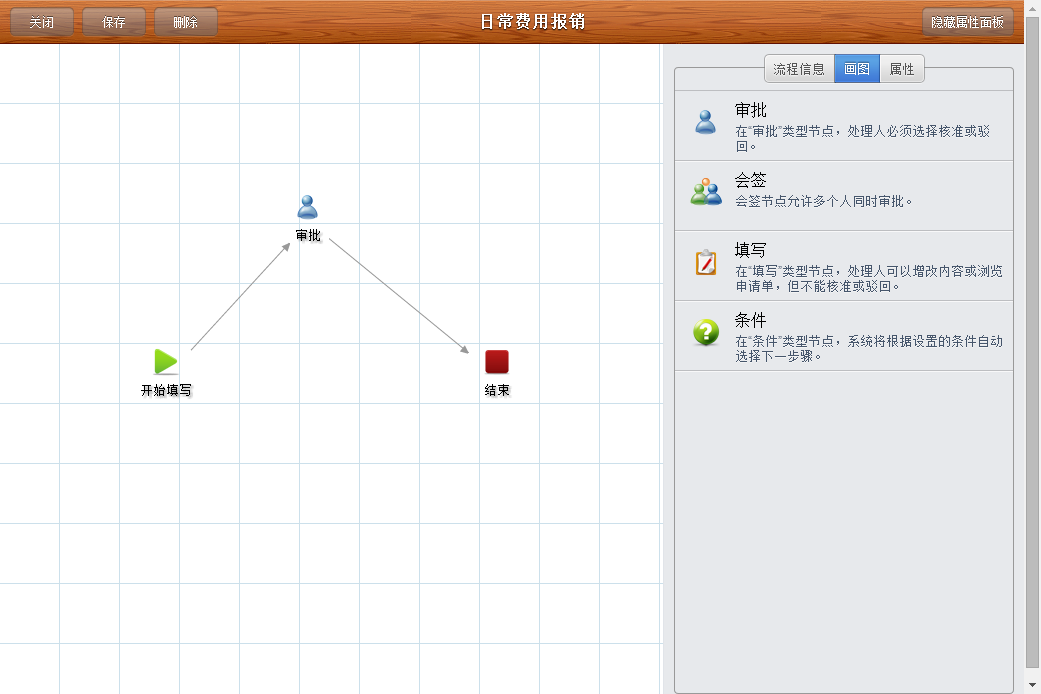 关闭
保存
删除
日常费用报销
隐藏属性面板
流程信息
画图
属性
审批
在“审批”类型节点，处理人必须选择核准或驳
回。
会签
会签节点允许多个人同时审批。
填写
在“填写”类型节点，处理人可以增改内容或浏览
申请单，但不能核准或驳回。
条件
在“条件”类型节点，系统将根据设置的条件自动
选择下一步骤。
审批
开始填写
结束